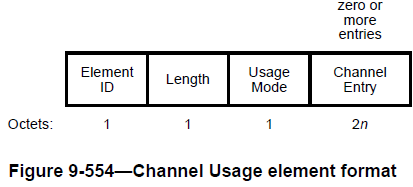 zero or
more
entries
Element ID
Length
Usage Mode
Channel Entry
Octets: 1 1 1 2n
Figure 9-554—Channel Usage element format